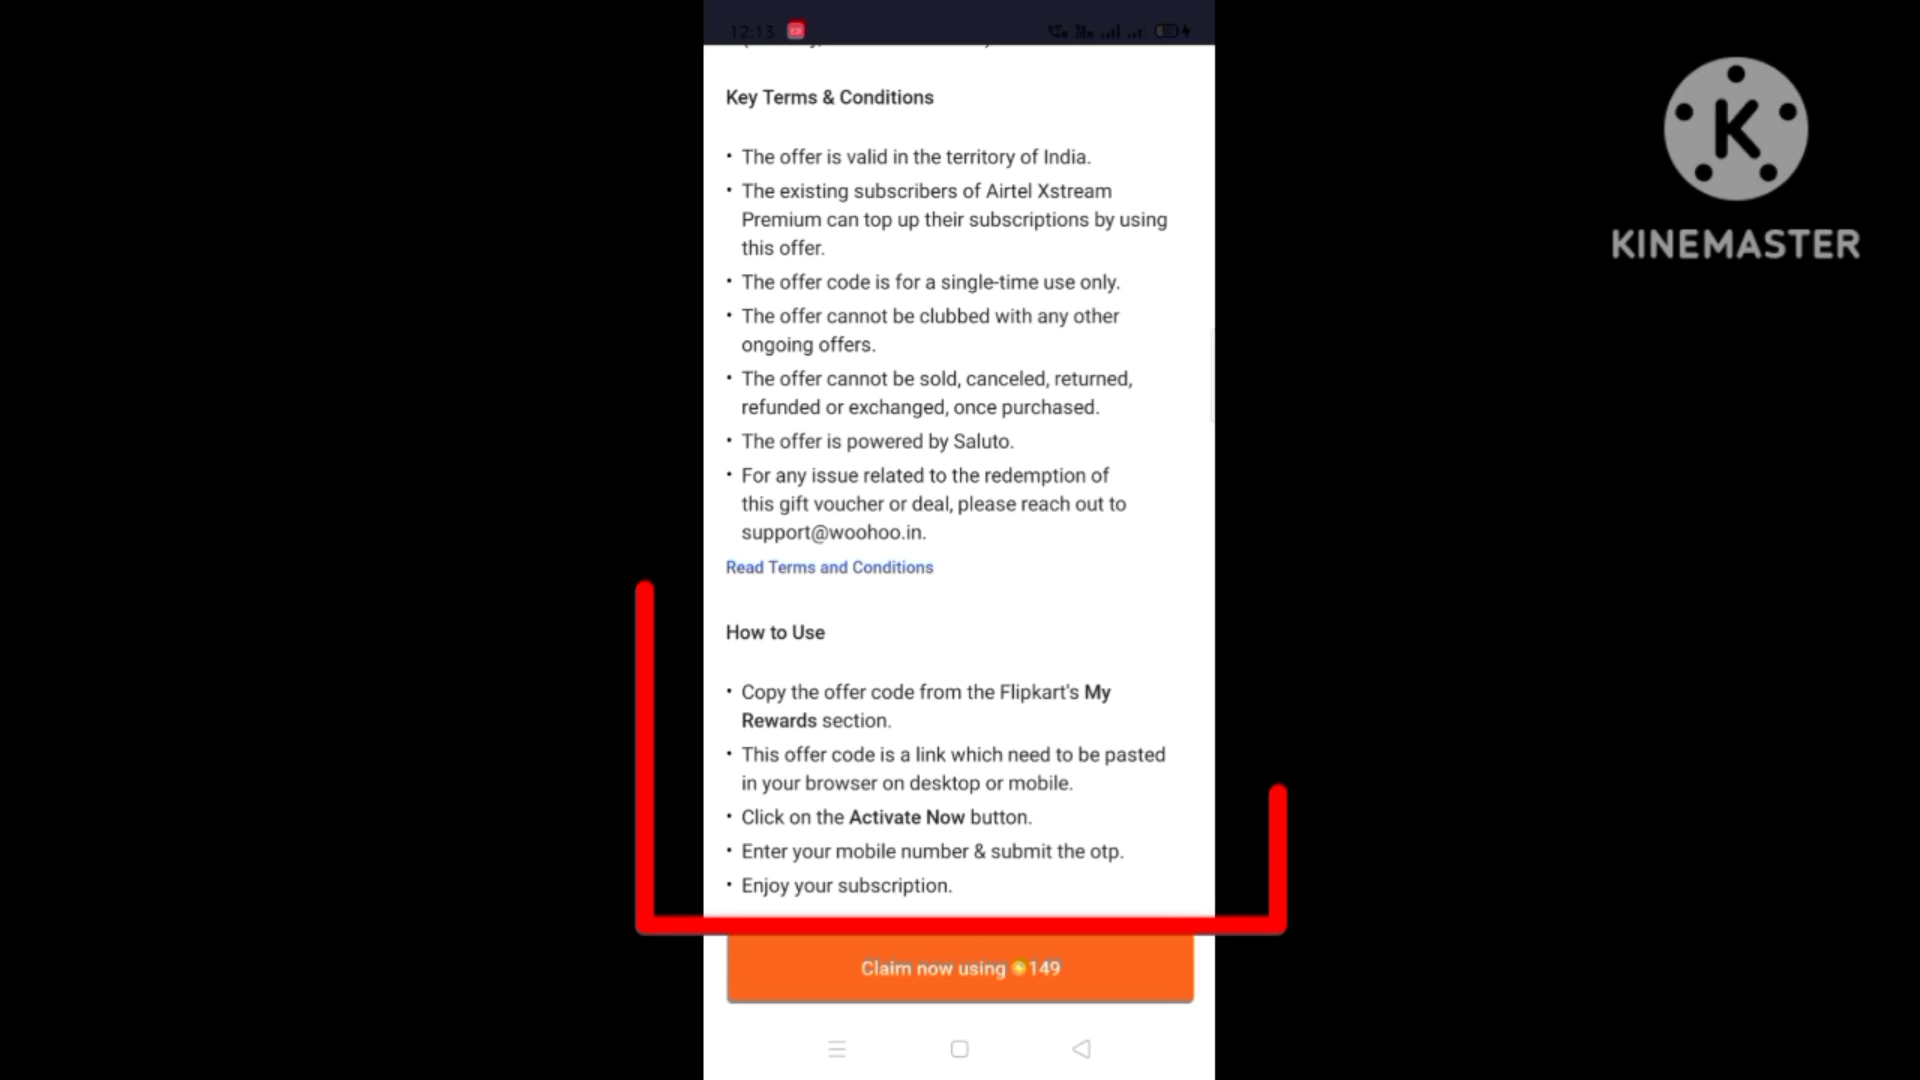 12:13
Key Terms & Conditions
• The offer is valid in the territory of India.
• The existing subscribers of Airtel Xstream
Premium can top up their subscriptions by using
this offer.
• The offer code is for a single-time use only.
• The offer cannot be clubbed with any other
ongoing offers.
• The offer cannot be sold, canceled, returned,
refunded or exchanged, once purchased.
• The offer is powered by Saluto.
• For any issue related to the redemption of
this gift voucher or deal, please reach out to
support@woohoo.in.
Read Terms and Conditions
How to Use
• Copy the offer code from the Flipkart's My
Rewards section.
• This offer code is a link which need to be pasted
in your browser on desktop or mobile.
• Click on the Activate Now button.
• Enter your mobile number & submit the otp.
• Enjoy your subscription.
Claim now using 149
K
KINEMASTER